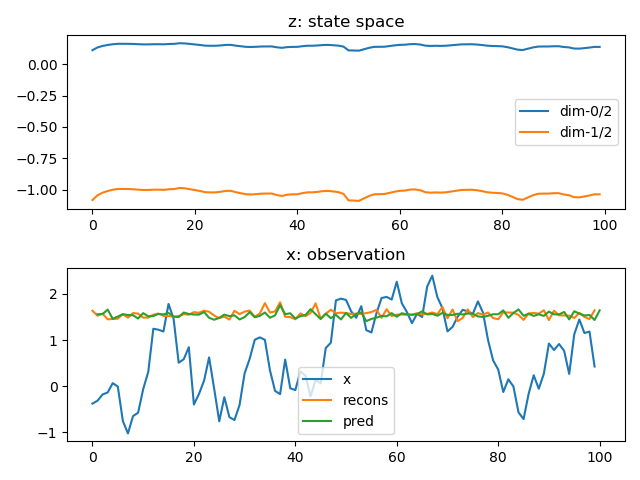 z: state space
0.00
−0.25
−0.50
−0.75
−1.00
dim-0/2
dim-1/2
0 20 40 60 80 100
x: observation
2
1
0
−1
x
recons
pred
0 20 40 60 80 100